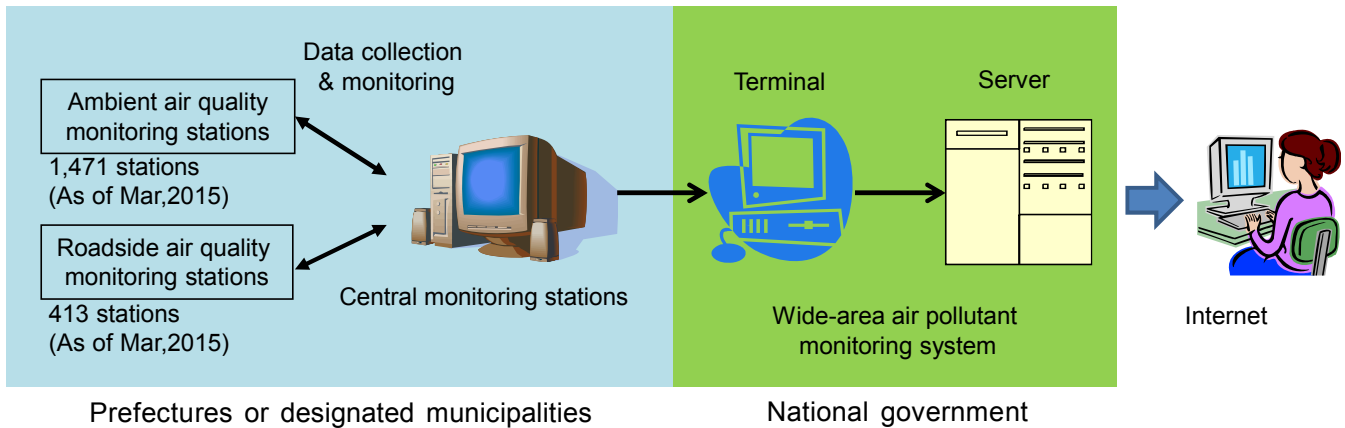 Data collection
& monitoring
Ambient air quality
monitoring stations
1,471 stations
(As of Mar,2015)
Roadside air quality
monitoring stations
413 stations
(As of Mar,2015)
Central monitoring stations
Prefectures or designated municipalities
Terminal
Server
Wide-area air pollutant
monitoring system
National government
Internet